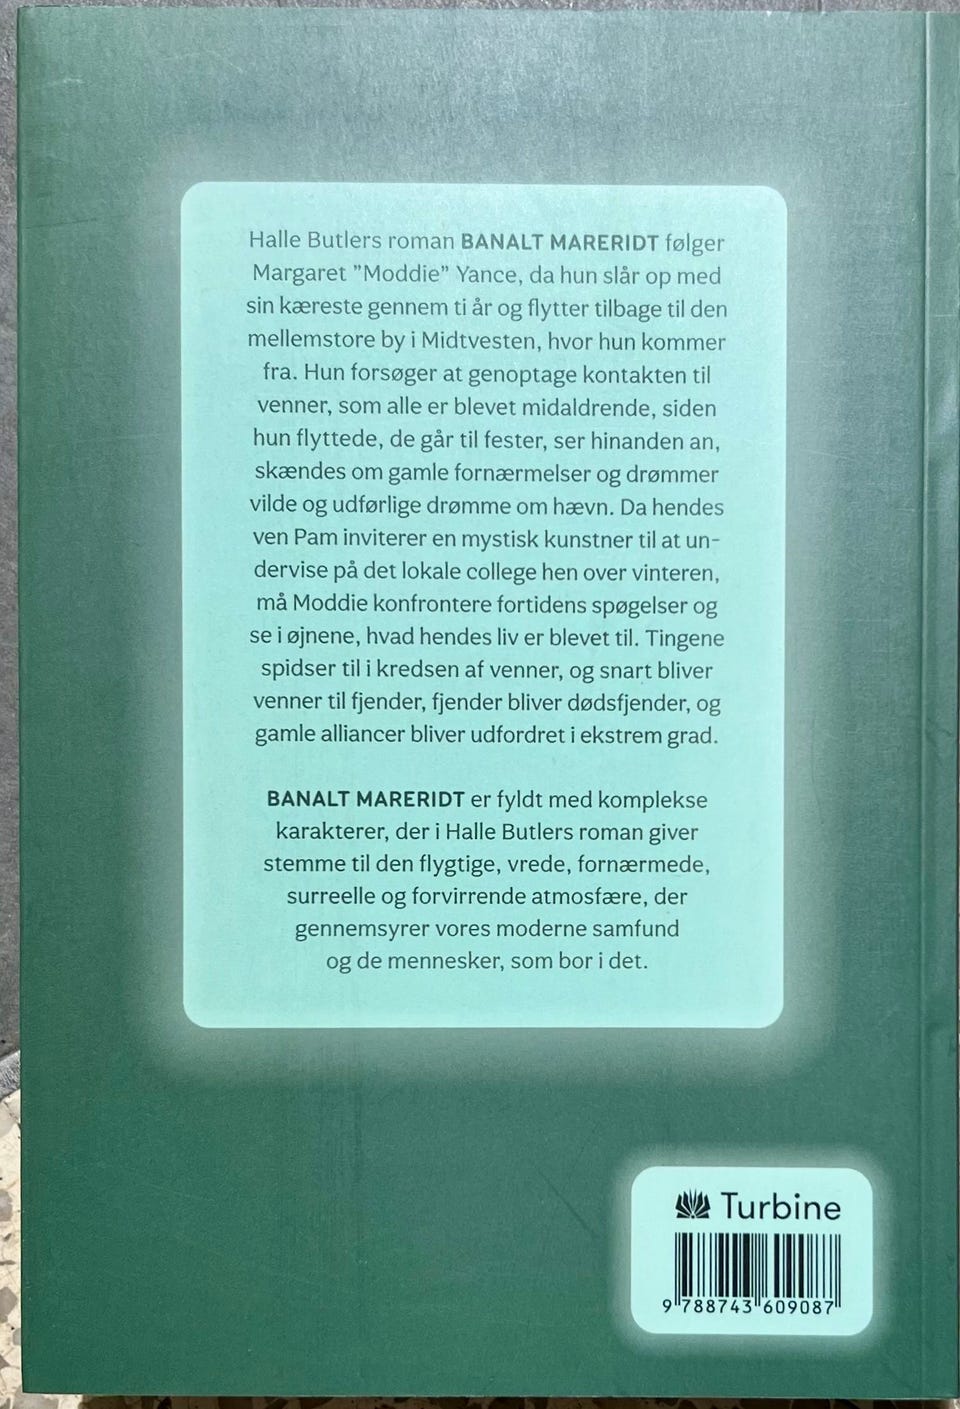 Halle Butlers roman BANALT MARERIDT følger
Margaret ”Moddie” Yance, da hun slår op med
sin kæreste gennem ti år og flytter tilbage til den
mellemstore by i Midtvesten, hvor hun kommer
fra. Hun forsøger at genoptage kontakten til
venner, som alle er blevet midaldrende, siden
hun flyttede, de går til fester, ser hinanden an,
skændes om gamle fornærmelser og drømmer
vilde og udførlige drømme om hævn. Da hendes
ven Pam inviterer en mystisk kunstner til at un-
dervise på det lokale college hen over vinteren,
må Moddie konfrontere fortidens spøgelser og
se i øjnene, hvad hendes liv er blevet til. Tingene
spidser til i kredsen af venner, og snart bliver
venner til fjender, fjender bliver dødsfjender, og
gamle alliancer bliver udfordret i ekstrem grad.
BANALT MARERIDT er fyldt med komplekse
karakterer, der i Halle Butlers roman giver
stemme til den flygtige, vrede, fornærmede,
surreelle og forvirrende atmosfære, der
gennemsyrer vores moderne samfund
og de mennesker, som bor i det.
Turbine
9 788743 609087